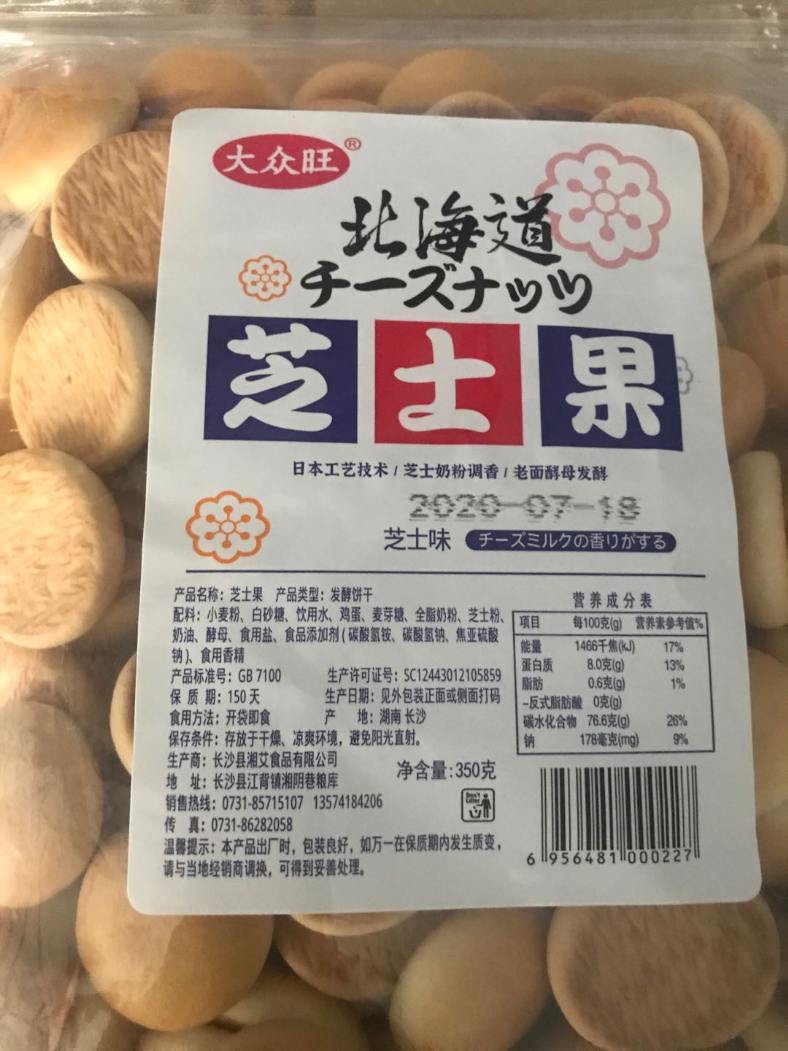 大众旺®
北海道
チーズナッツ
芝士果
日本工艺技术/芝士奶粉调香/老面酵母发酵
2020-07-18
芝士味 チーズミルクの香りがする
产品名称：芝士果 产品类型：发酵饼干
配料：小麦粉、白砂糖、饮用水、鸡蛋、麦芽糖、全脂奶粉、芝士粉、
奶油、酵母、食用盐、食品添加剂(碳酸氢铵、碳酸氢钠、焦亚硫酸
钠)、食用香精
产品标准号：GB 7100 生产许可证号：SC12443012105859
保 质 期：150天 生产日期：见外包装正面或侧面打码
食用方法：开袋即食 产 地：湖南 长沙
保存条件：存放于干燥、凉爽环境，避免阳光直射。
生产商：长沙县湘艾食品有限公司
地 址：长沙县江背镇湘阴巷粮库
销售热线：0731-85715107 13574184206
传 真：0731-86282058
温馨提示：本产品出厂时，包装良好，如万一在保质期内发生质变，
请与当地经销商调换，可得到妥善处理。
营养成分表
项目 每100克(g) 营养素参考值%
能量 1466千焦(kJ) 17%
蛋白质 8.0克(g) 13%
脂肪 0.6克(g) 1%
-反式脂肪酸 0克(g)
碳水化合物 76.6克(g) 26%
钠 178毫克(mg) 9%
净含量：350克
Don't Litter
6 956481 000227